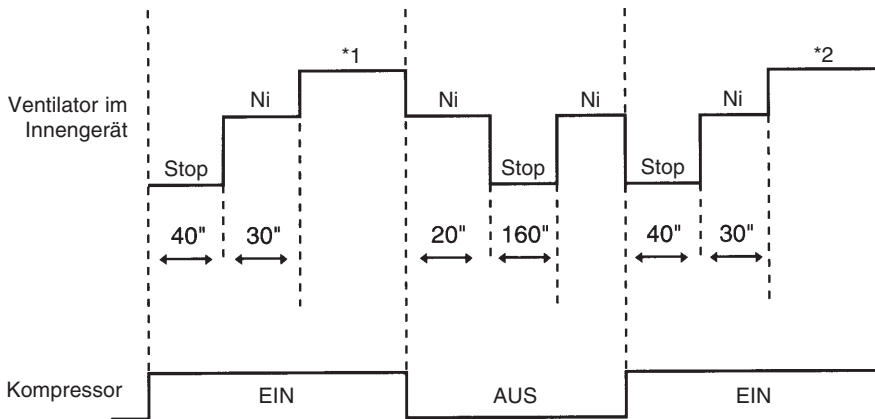 *1
*2
Ventilator im
Innengerät
Ni
Ni
Ni
Ni
Stop
Stop
Stop
40"
30"
20"
160"
40"
30"
Kompressor
EIN
AUS
EIN